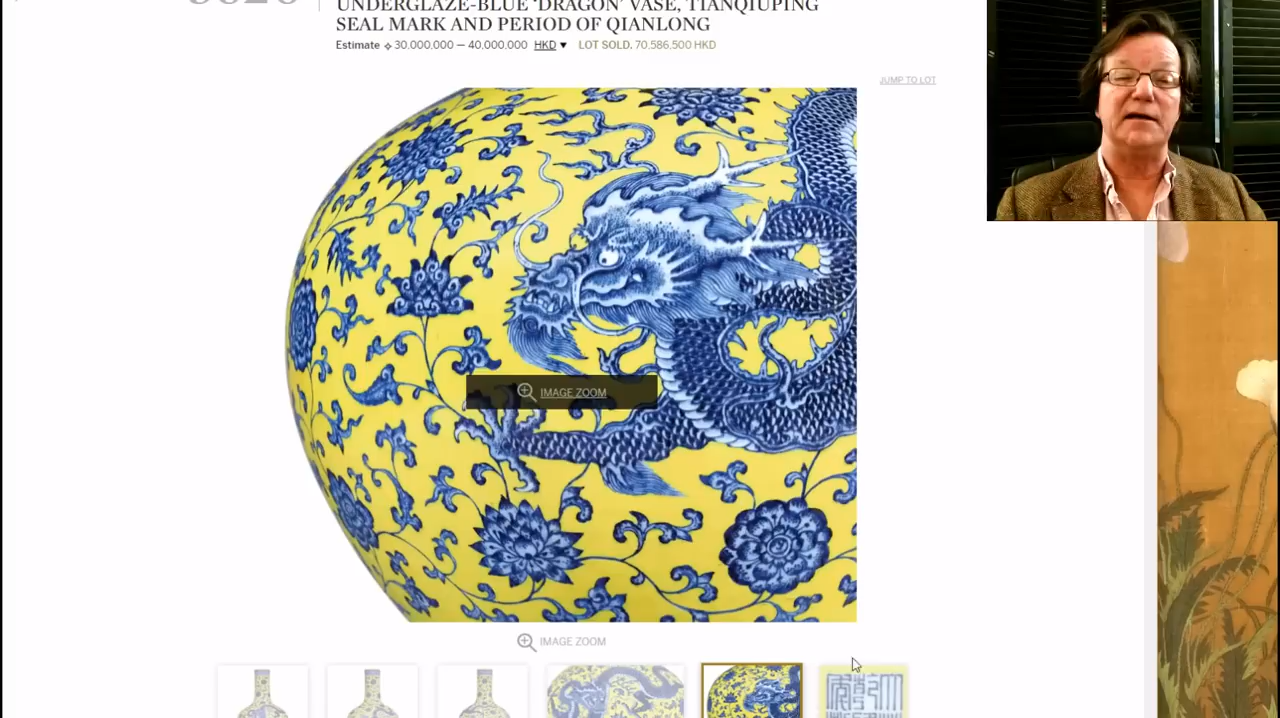 UNDERGLAZE-BLUE 'DRAGON' VASE, TIANQIUPING
SEAL MARK AND PERIOD OF QIANLONG
Estimate 30,000,000 — 40,000,000 HKD ▼ LOT SOLD. 70,586,500 HKD
JUMP TO LOT
IMAGE ZOOM
IMAGE ZOOM